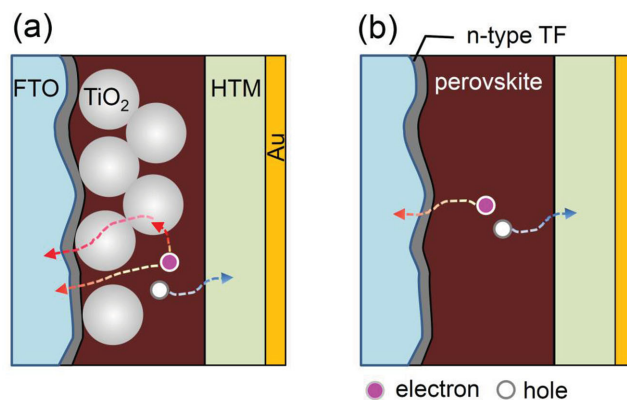 (a)
(b)
n-type TF
FTO
TiO₂
HTM
perovskite
Au
electron
hole